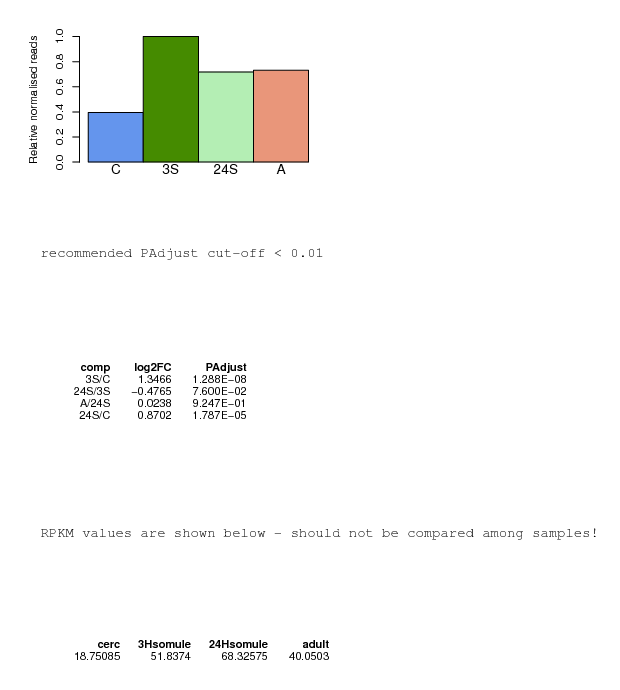 Relative normalised reads
1.0
0.8
0.6
0.4
0.2
0.0
C 3S 24S A
recommended PAdjust cut-off < 0.01
comp log2FC PAdjust
3S/C 1.3466 1.288E-08
24S/3S -0.4765 7.600E-02
A/24S 0.0238 9.247E-01
24S/C 0.8702 1.787E-05
RPKM values are shown below - should not be compared among samples!
cerc 3Hsomule 24Hsomule adult
18.75085 51.8374 68.32575 40.0503